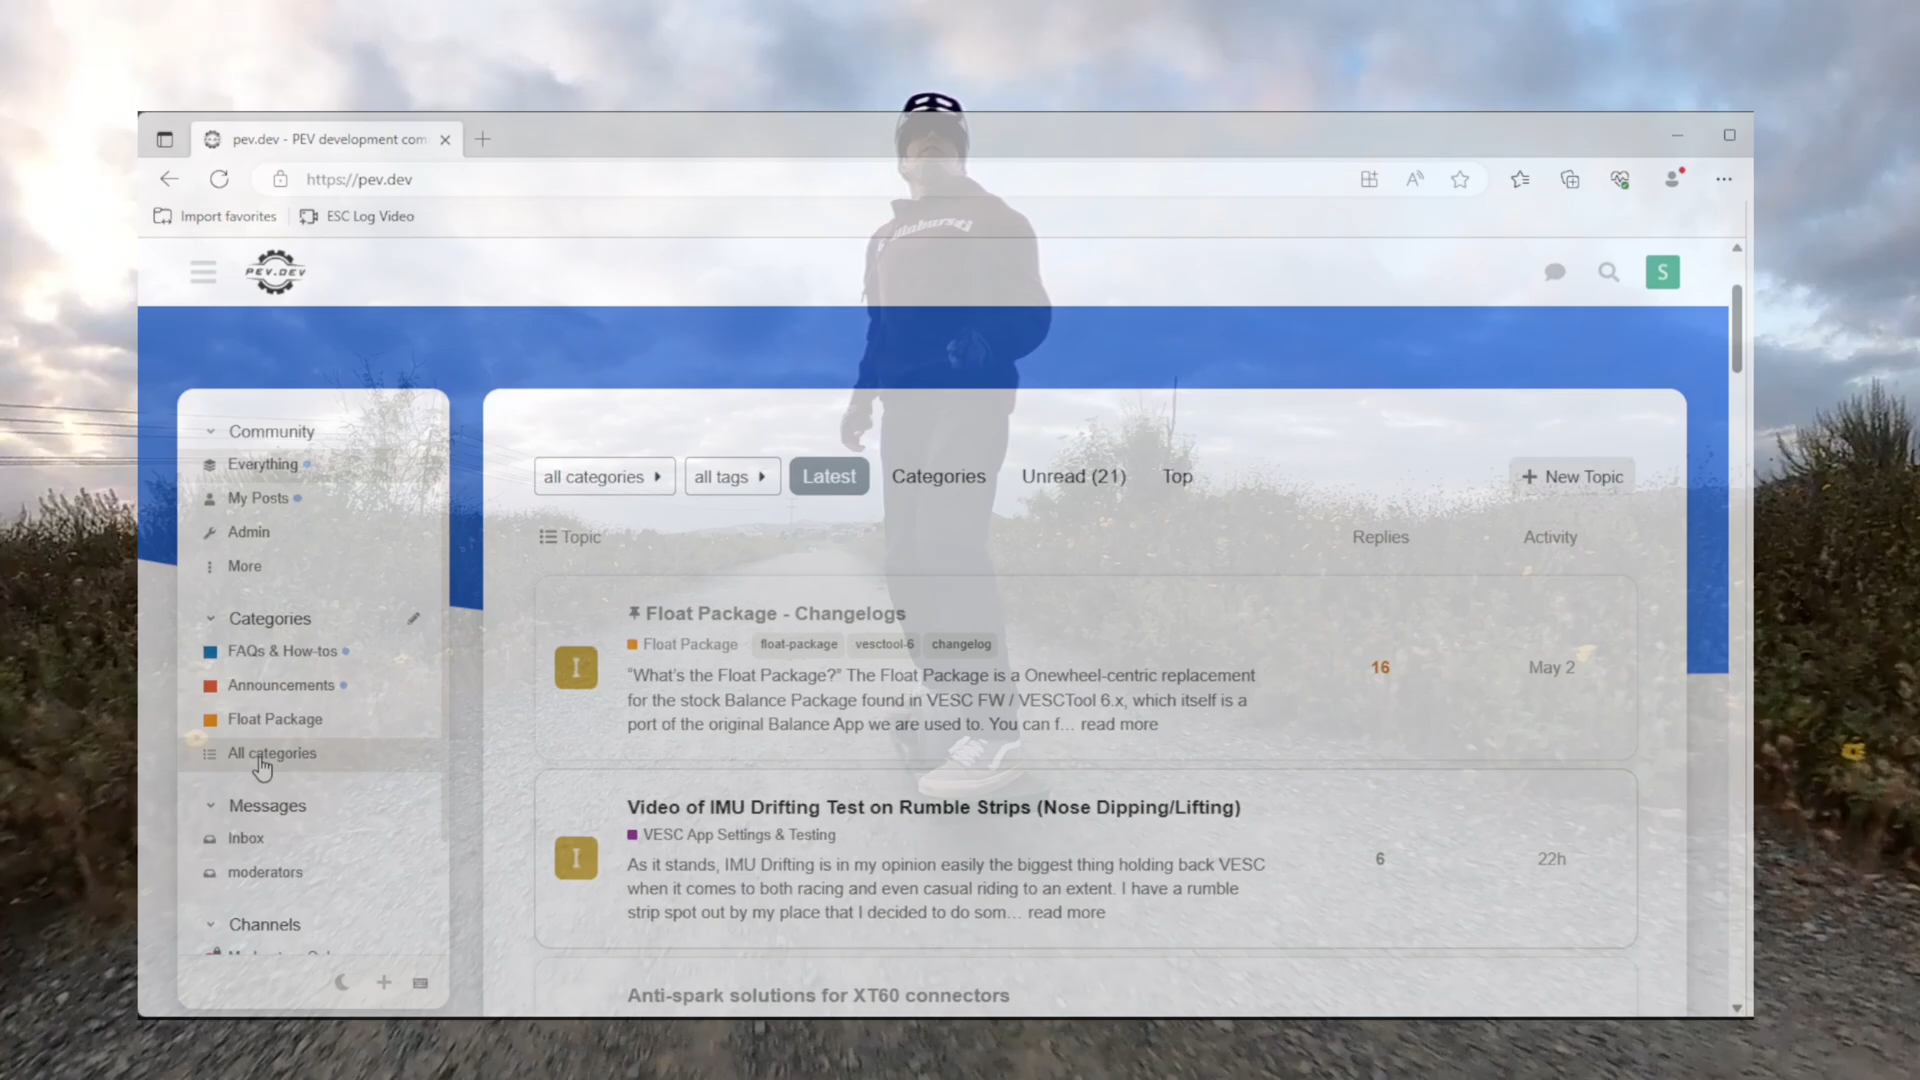 pev.dev - PEV development com
https://pev.dev
Import favorites
ESC Log Video
PEV.DEV
S
Community
Everything
My Posts
Admin
More
Categories
FAQs & How-tos
Announcements
Float Package
All categories
Messages
Inbox
moderators
Channels
all categories
all tags
Latest
Categories
Unread (21)
Top
+ New Topic
Topic
Replies
Activity
I
Float Package - Changelogs
Float Package float-package vesctool-6 changelog
“What’s the Float Package?” The Float Package is a Onewheel-centric replacement
for the stock Balance Package found in VESC FW / VESCTool 6.x, which itself is a
part of the original Balance App we are used to. You can f... read more
16
May 2
I
Video of IMU Drifting Test on Rumble Strips (Nose Dipping/Lifting)
VESC App Settings & Testing
As it stands, IMU Drifting is in my opinion easily the biggest thing holding back VESC
when it comes to both racing and even casual riding to an extent. I have a rumble
strip spot out by my place that I decided to do som... read more
6
22h
Anti-spark solutions for XT60 connectors